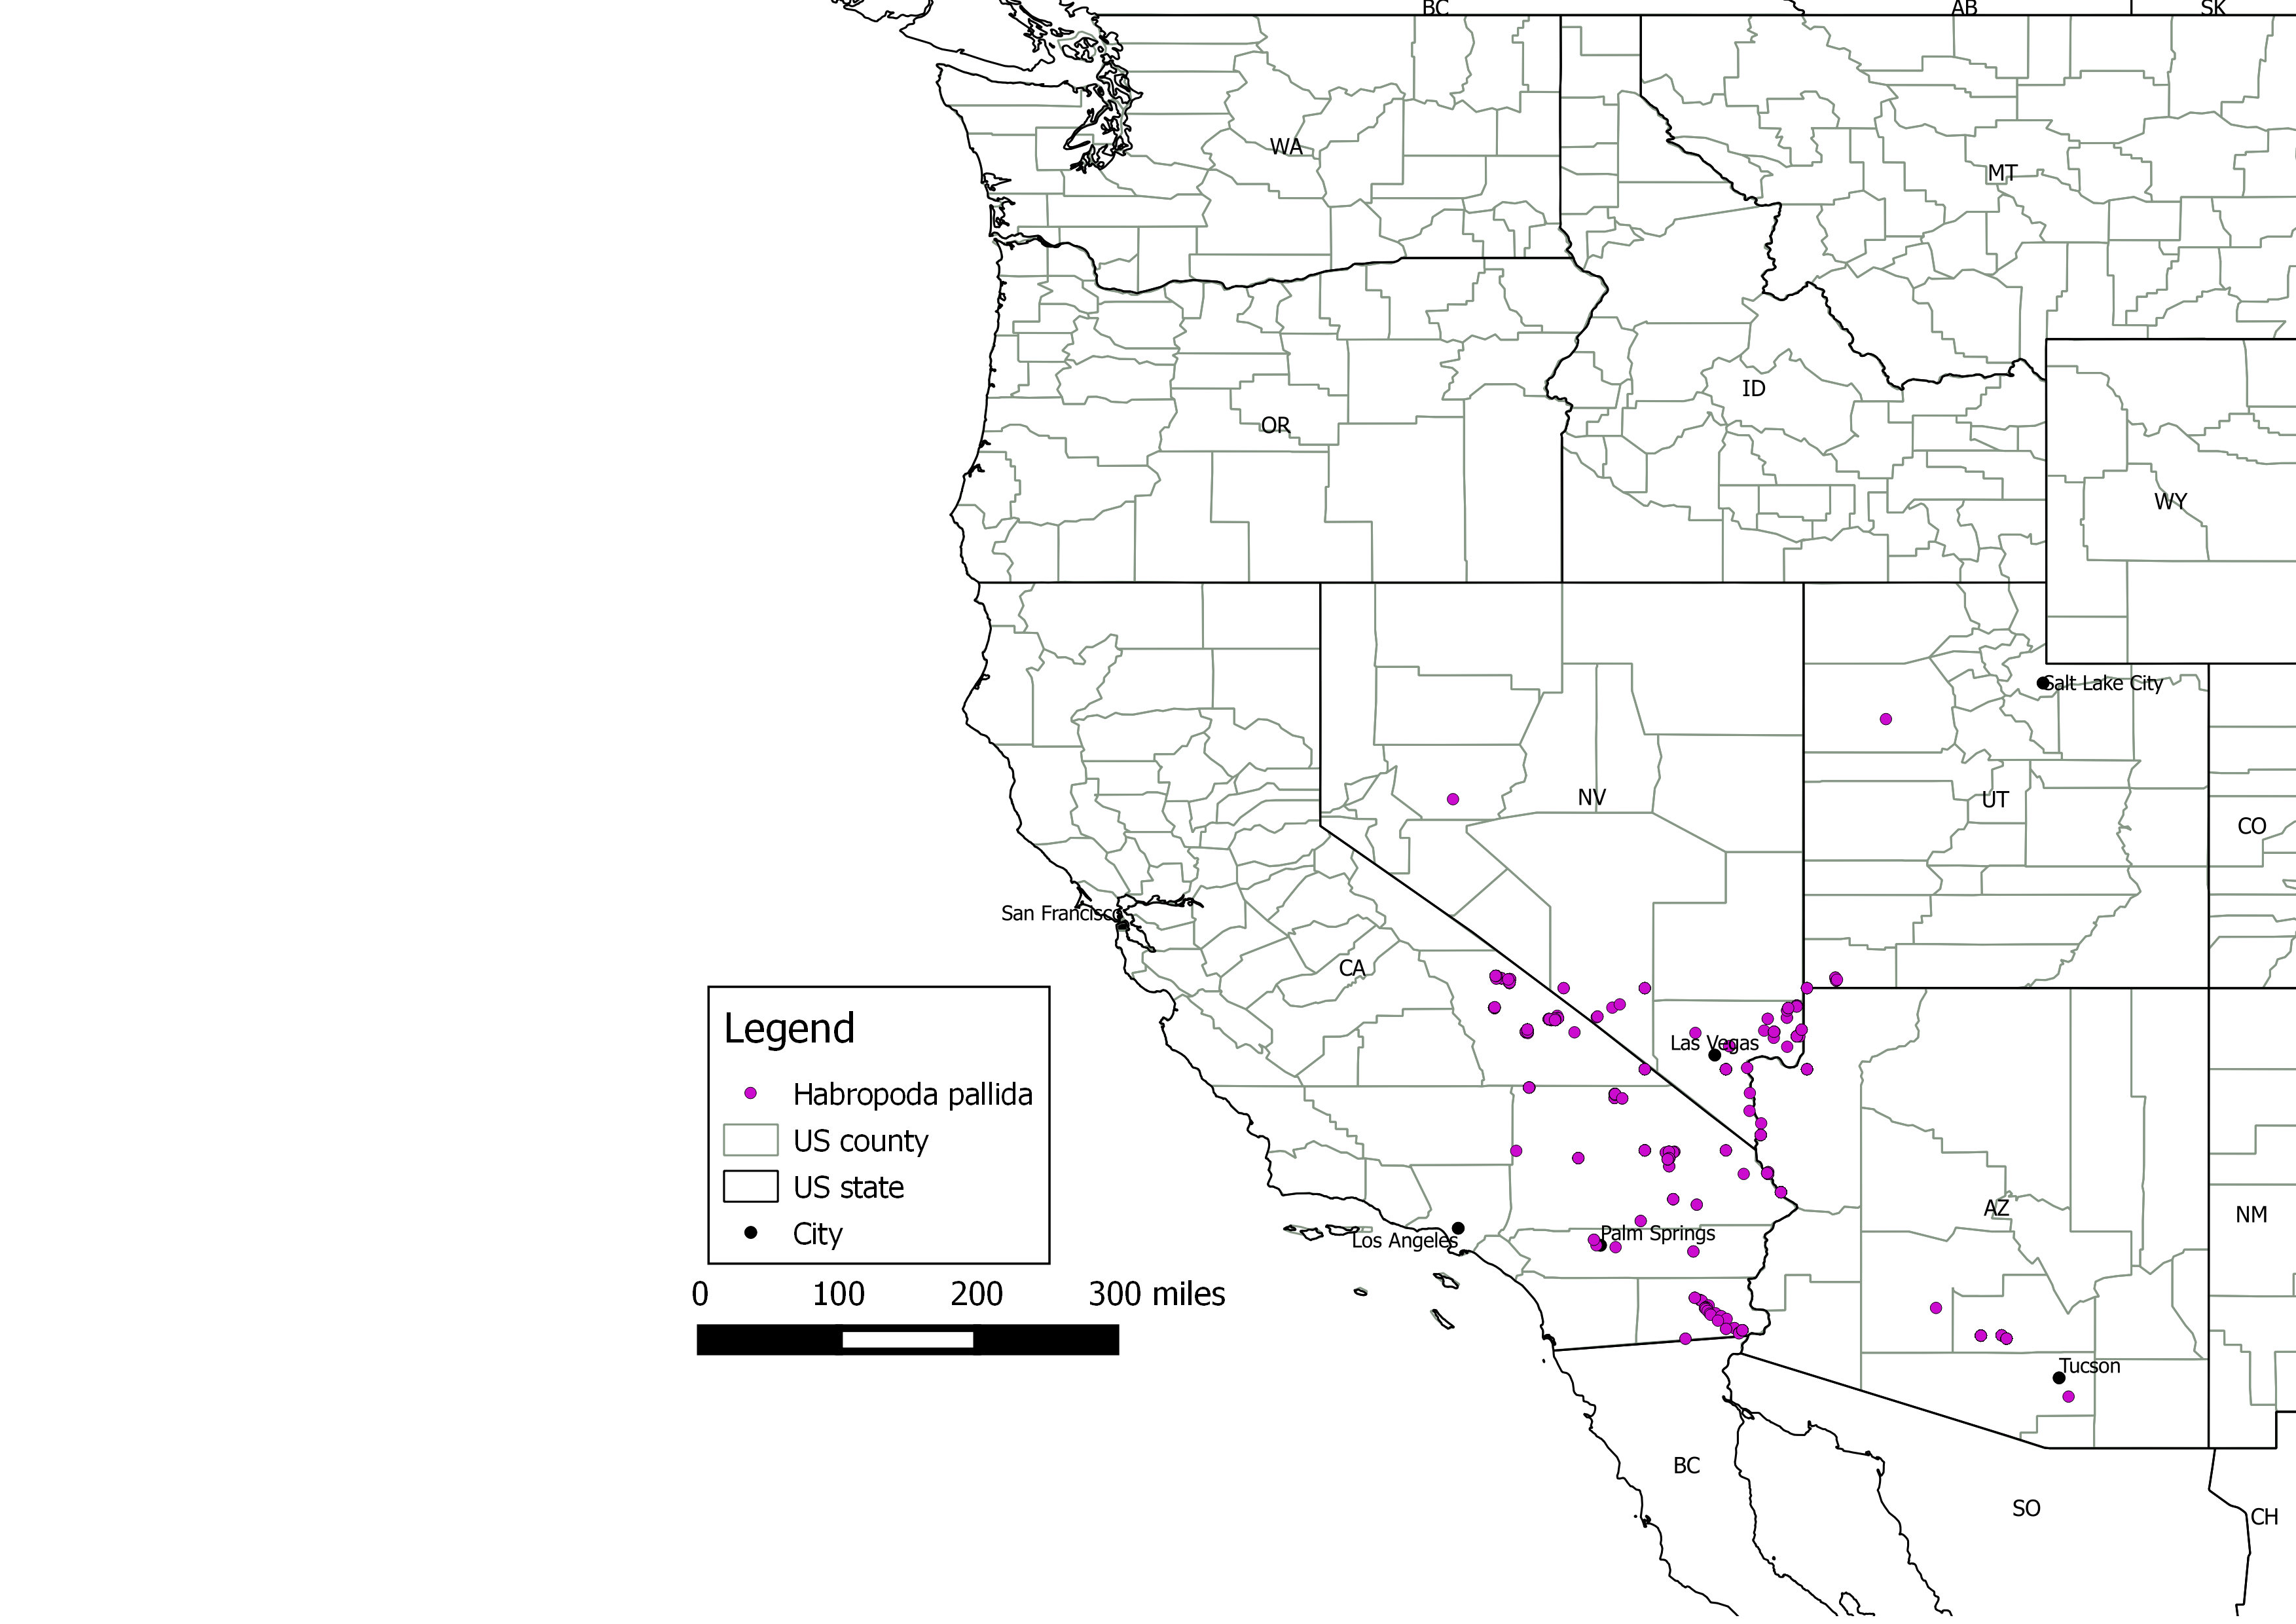 BC
AB
SK
WA
MT
ID
OR
WY
Salt Lake City
NV
UT
CO
San Francisco
CA
Las Vegas
Legend
Habropoda pallida
US county
US state
City
AZ
NM
Palm Springs
Los Angeles
0 100 200 300 miles
Tucson
BC
SO
CH